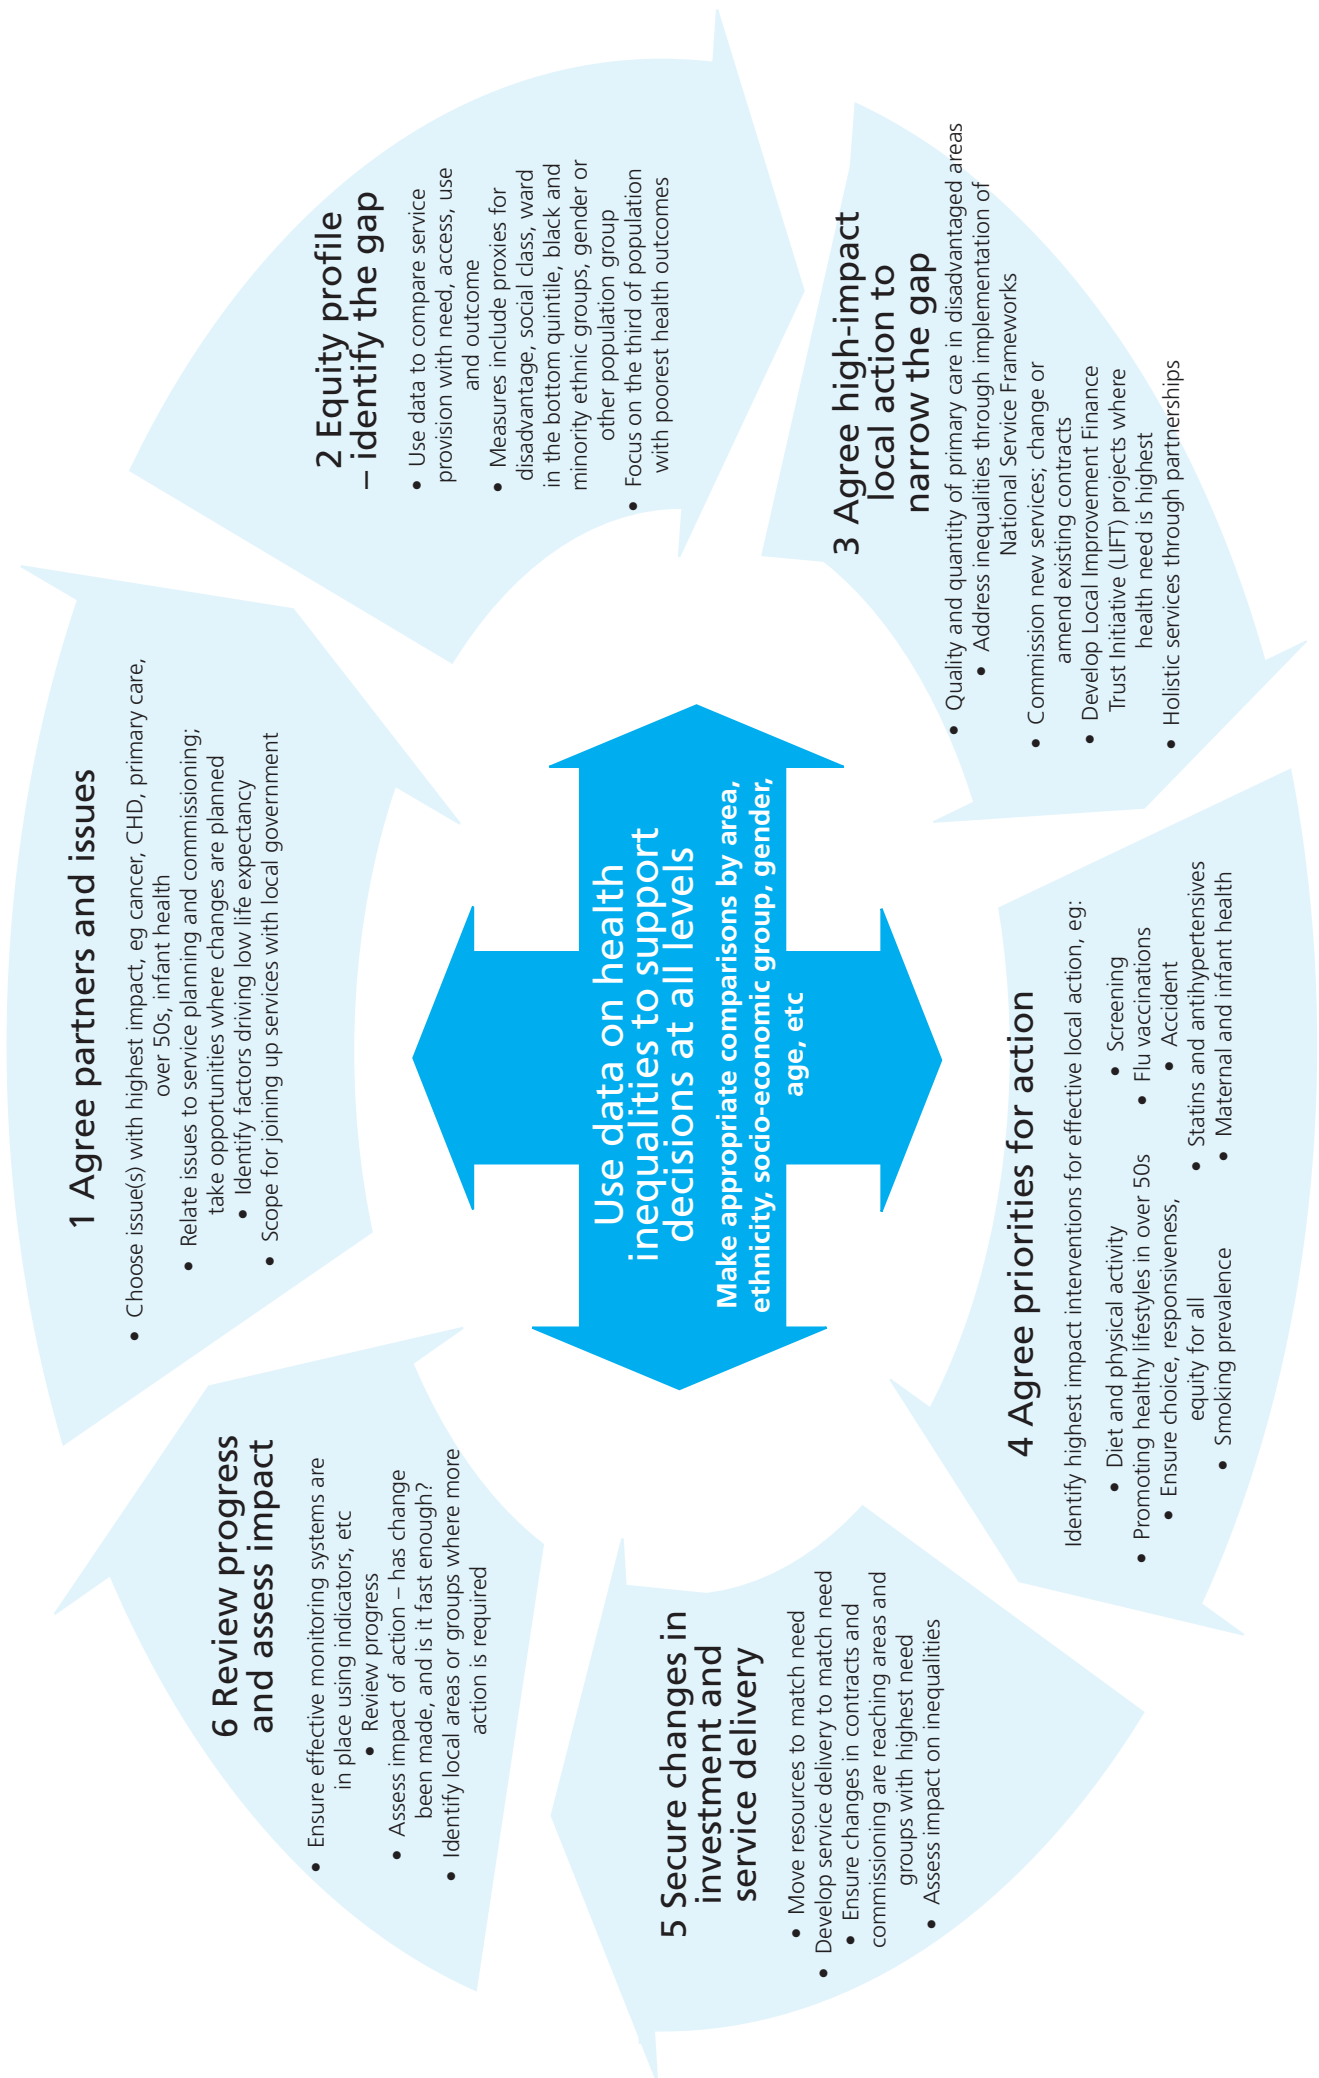 1 Agree partners and issues
• Choose issue(s) with highest impact, eg cancer, CHD, primary care,
over 50s, infant health
• Relate issues to service planning and commissioning;
take opportunities where changes are planned
• Identify factors driving low life expectancy
• Scope for joining up services with local government
2 Equity profile
– identify the gap
• Use data to compare service
provision with need, access, use
and outcome
• Measures include proxies for
disadvantage, social class, ward
in the bottom quintile, black and
minority ethnic groups, gender or
other population group
• Focus on the third of population
with poorest health outcomes
3 Agree high-impact
local action to
narrow the gap
• Quality and quantity of primary care in disadvantaged areas
• Address inequalities through implementation of
National Service Frameworks
• Commission new services; change or
amend existing contracts
• Develop Local Improvement Finance
Trust Initiative (LIFT) projects where
health need is highest
• Holistic services through partnerships
4 Agree priorities for action
Identify highest impact interventions for effective local action, eg:
• Diet and physical activity
• Promoting healthy lifestyles in over 50s
• Ensure choice, responsiveness,
equity for all
• Smoking prevalence
• Screening
• Flu vaccinations
• Accident
• Statins and antihypertensives
• Maternal and infant health
5 Secure changes in
investment and
service delivery
• Move resources to match need
• Develop service delivery to match need
• Ensure changes in contracts and
commissioning are reaching areas and
groups with highest need
• Assess impact on inequalities
6 Review progress
and assess impact
• Ensure effective monitoring systems are
in place using indicators, etc
• Review progress
• Assess impact of action – has change
been made, and is it fast enough?
• Identify local areas or groups where more
action is required
Use data on health
inequalities to support
decisions at all levels
Make appropriate comparisons by area,
ethnicity, socio-economic group, gender,
age, etc